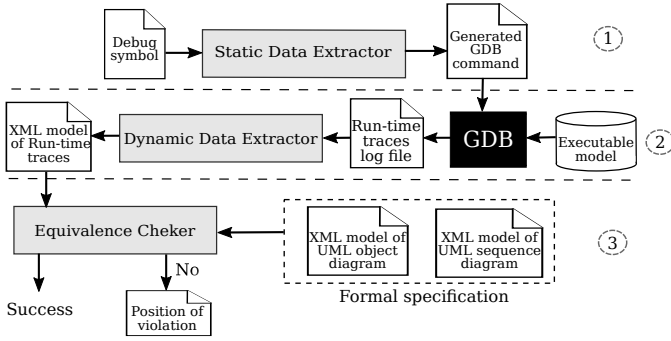 Debug
symbol
Static Data Extractor
Generated
GDB
command
1
XML model
of Run-time
traces
Dynamic Data Extractor
Run-time
traces
log file
GDB
Executable
model
2
Equivalence Cheker
XML model of
UML object
diagram
XML model of
UML sequence
diagram
3
Formal specification
No
Success
Position of
violation